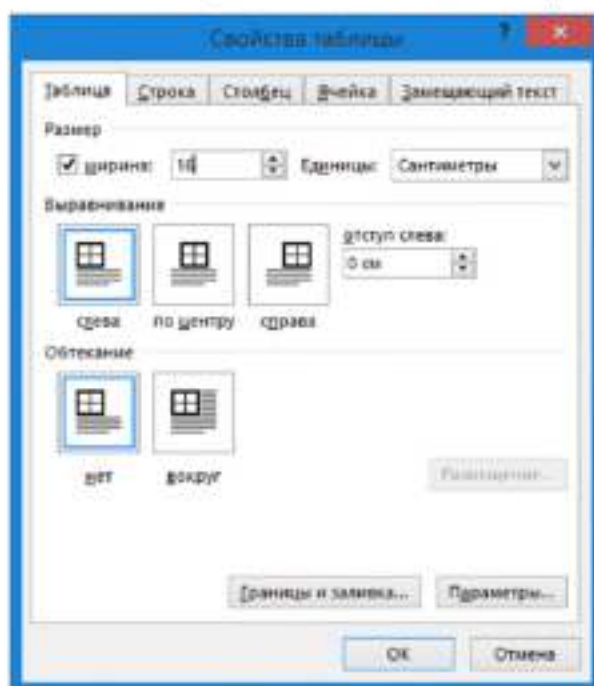 Свойства таблицы
Таблица Строка Столбец Ячейка Замещающий текст
Размер
ширина: 16 Единицы: Сантиметры
Выравнивание
отступ слева:
0 см
слева по центру справа
Обтекание
нет вокруг
Размещение...
Границы и заливка... Параметры...
ОК Отмена